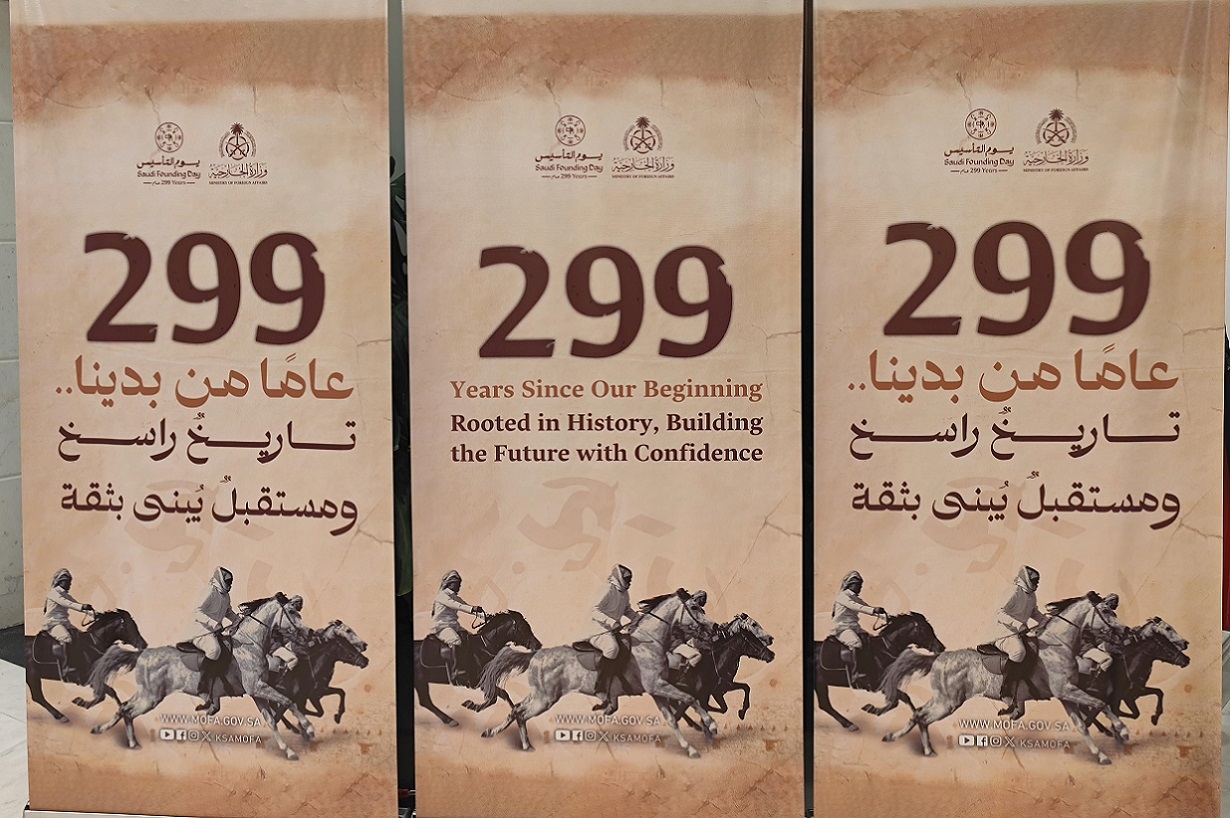 يوم التأسيس
Saudi Founding Day
299 Years عام
وزارة الخارجية
MINISTRY OF FOREIGN AFFAIRS
299
عامًا من بدينا..
تاريخٌ راسخ
ومستقبلٌ يُبنى بثقة
WWW.MOFA.GOV.SA
KSAMOFA
يوم التأسيس
Saudi Founding Day
299 Years عام
وزارة الخارجية
MINISTRY OF FOREIGN AFFAIRS
299
Years Since Our Beginning
Rooted in History, Building
the Future with Confidence
WWW.MOFA.GOV.SA
KSAMOFA
يوم التأسيس
Saudi Founding Day
299 Years عام
وزارة الخارجية
MINISTRY OF FOREIGN AFFAIRS
299
عامًا من بدينا..
تاريخٌ راسخ
ومستقبلٌ يُبنى بثقة
WWW.MOFA.GOV.SA
KSAMOFA